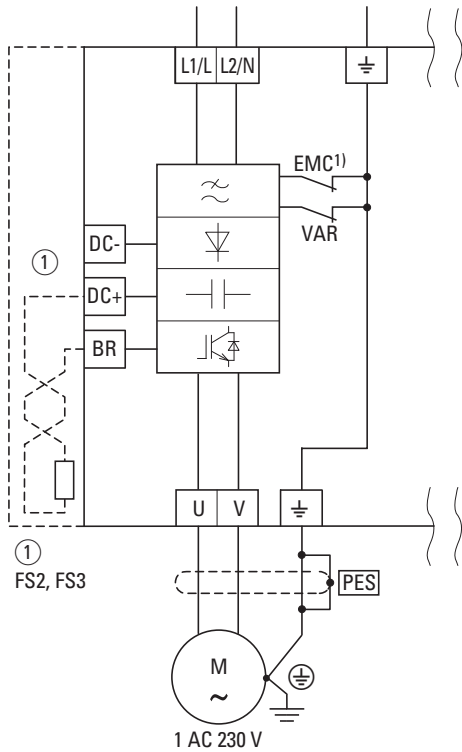 L1/L L2/N
EMC1)
VAR
DC-
①
DC+
BR
U V
①
FS2, FS3
PES
M
~
1 AC 230 V